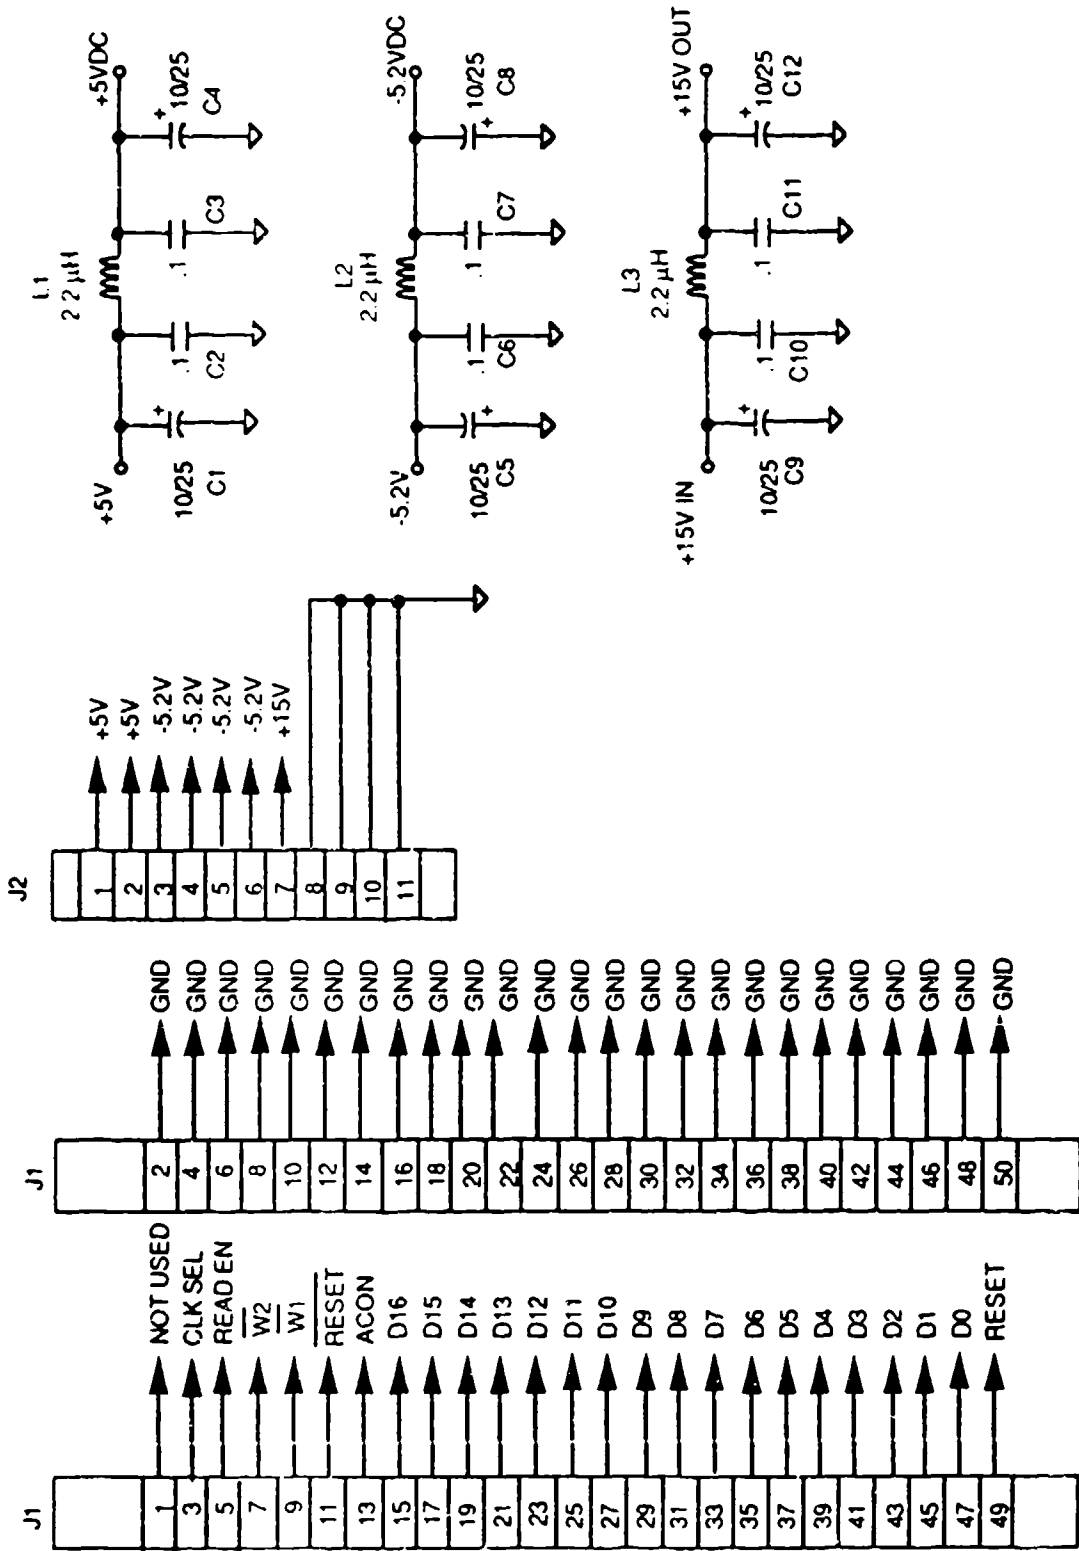 J1
1 NOT USED
3 CLK SEL
5 READ EN
7 W2
9 W1
11 RESET
13 ACON
15 D16
17 D15
19 D14
21 D13
23 D12
25 D11
27 D10
29 D9
31 D8
33 D7
35 D6
37 D5
39 D4
41 D3
43 D2
45 D1
47 D0
49 RESET
J1
2 GND
4 GND
6 GND
8 GND
10 GND
12 GND
14 GND
16 GND
18 GND
20 GND
22 GND
24 GND
26 GND
28 GND
30 GND
32 GND
34 GND
36 GND
38 GND
40 GND
42 GND
44 GND
46 GND
48 GND
50 GND
J2
1 +5V
2 +5V
3 -5.2V
4 -5.2V
5 -5.2V
6 -5.2V
7 +15V
8
9
10
11
L1
2.2 µH
+5V
+5VDC
+
10/25
C1
.1
C2
.1
C3
+
10/25
C4
L2
2.2 µH
-5.2V
-5.2VDC
10/25
+
C5
.1
C6
.1
C7
10/25
+
C8
L3
2.2 µH
+15V IN
+15V OUT
+
10/25
C9
.1
C10
.1
C11
+
10/25
C12